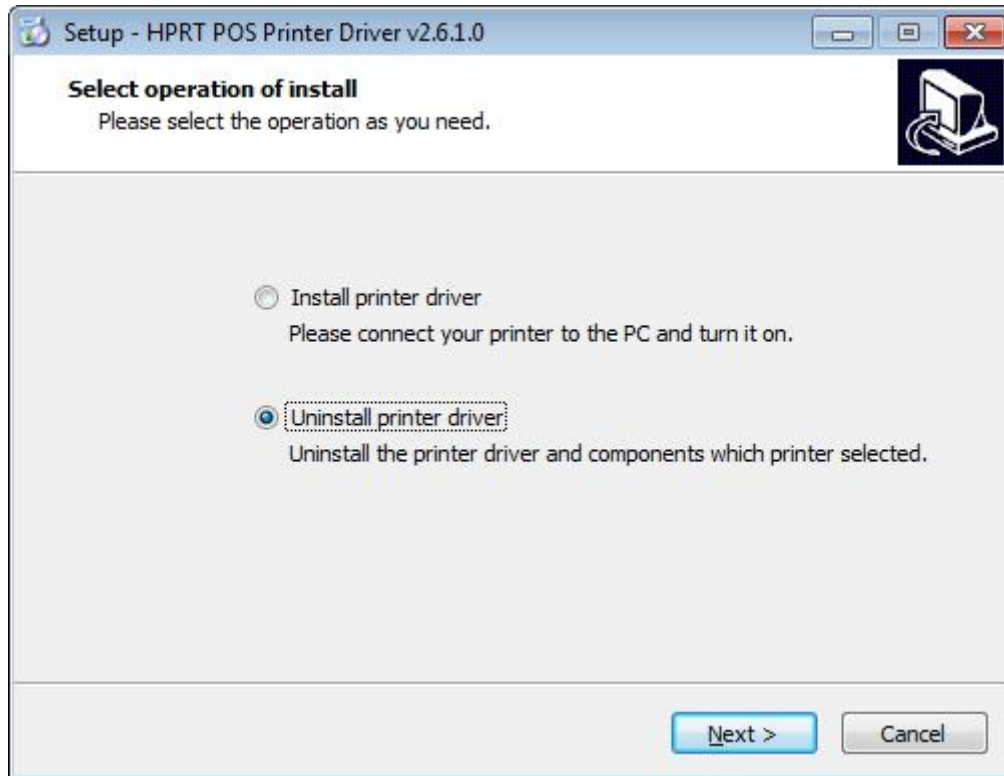 Setup - HPRT POS Printer Driver v2.6.1.0
Select operation of install
Please select the operation as you need.
Install printer driver
Please connect your printer to the PC and turn it on.
Uninstall printer driver
Uninstall the printer driver and components which printer selected.
Next >
Cancel